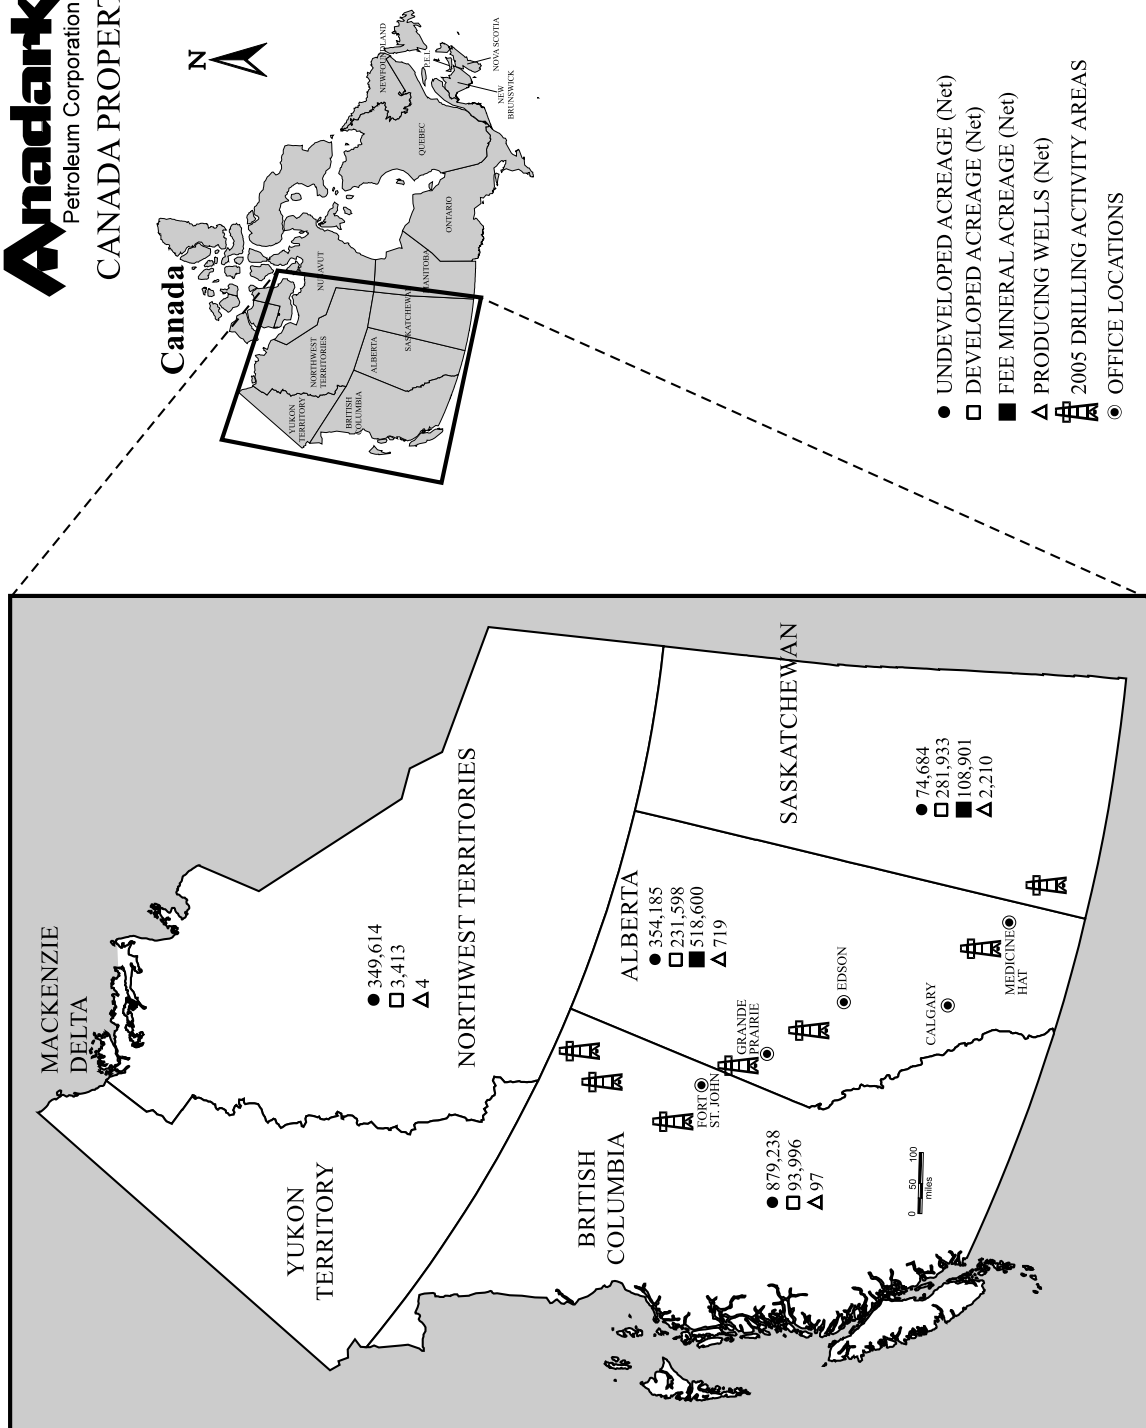 Anadark
Petroleum Corporation
CANADA PROPERT
Canada
N
NEWFOUNDLAND
P.E.I.
NOVA SCOTIA
NEW
BRUNSWICK
QUEBEC
ONTARIO
NUNAVUT
MANITOBA
SASKATCHEWAN
ALBERTA
NORTHWEST
TERRITORIES
YUKON
TERRITORY
BRITISH
COLUMBIA
UNDEVELOPED ACREAGE (Net)
DEVELOPED ACREAGE (Net)
FEE MINERAL ACREAGE (Net)
PRODUCING WELLS (Net)
2005 DRILLING ACTIVITY AREAS
OFFICE LOCATIONS
MACKENZIE
DELTA
YUKON
TERRITORY
349,614
3,413
4
NORTHWEST TERRITORIES
BRITISH
COLUMBIA
879,238
93,996
97
FORT
ST. JOHN
ALBERTA
354,185
231,598
518,600
719
GRANDE
PRAIRIE
EDSON
CALGARY
MEDICINE
HAT
SASKATCHEWAN
74,684
281,933
108,901
2,210
0 50 100
miles